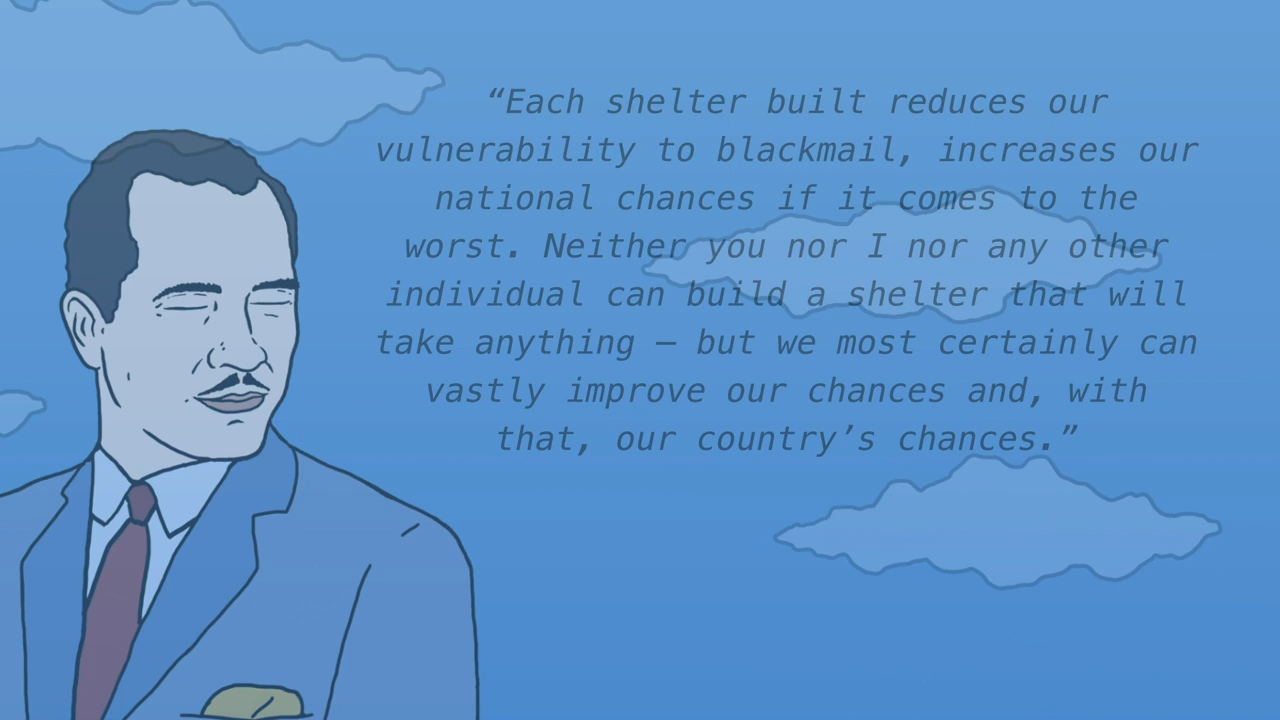 “Each shelter built reduces our
vulnerability to blackmail, increases our
national chances if it comes to the
worst. Neither you nor I nor any other
individual can build a shelter that will
take anything — but we most certainly can
vastly improve our chances and, with
that, our country’s chances.”